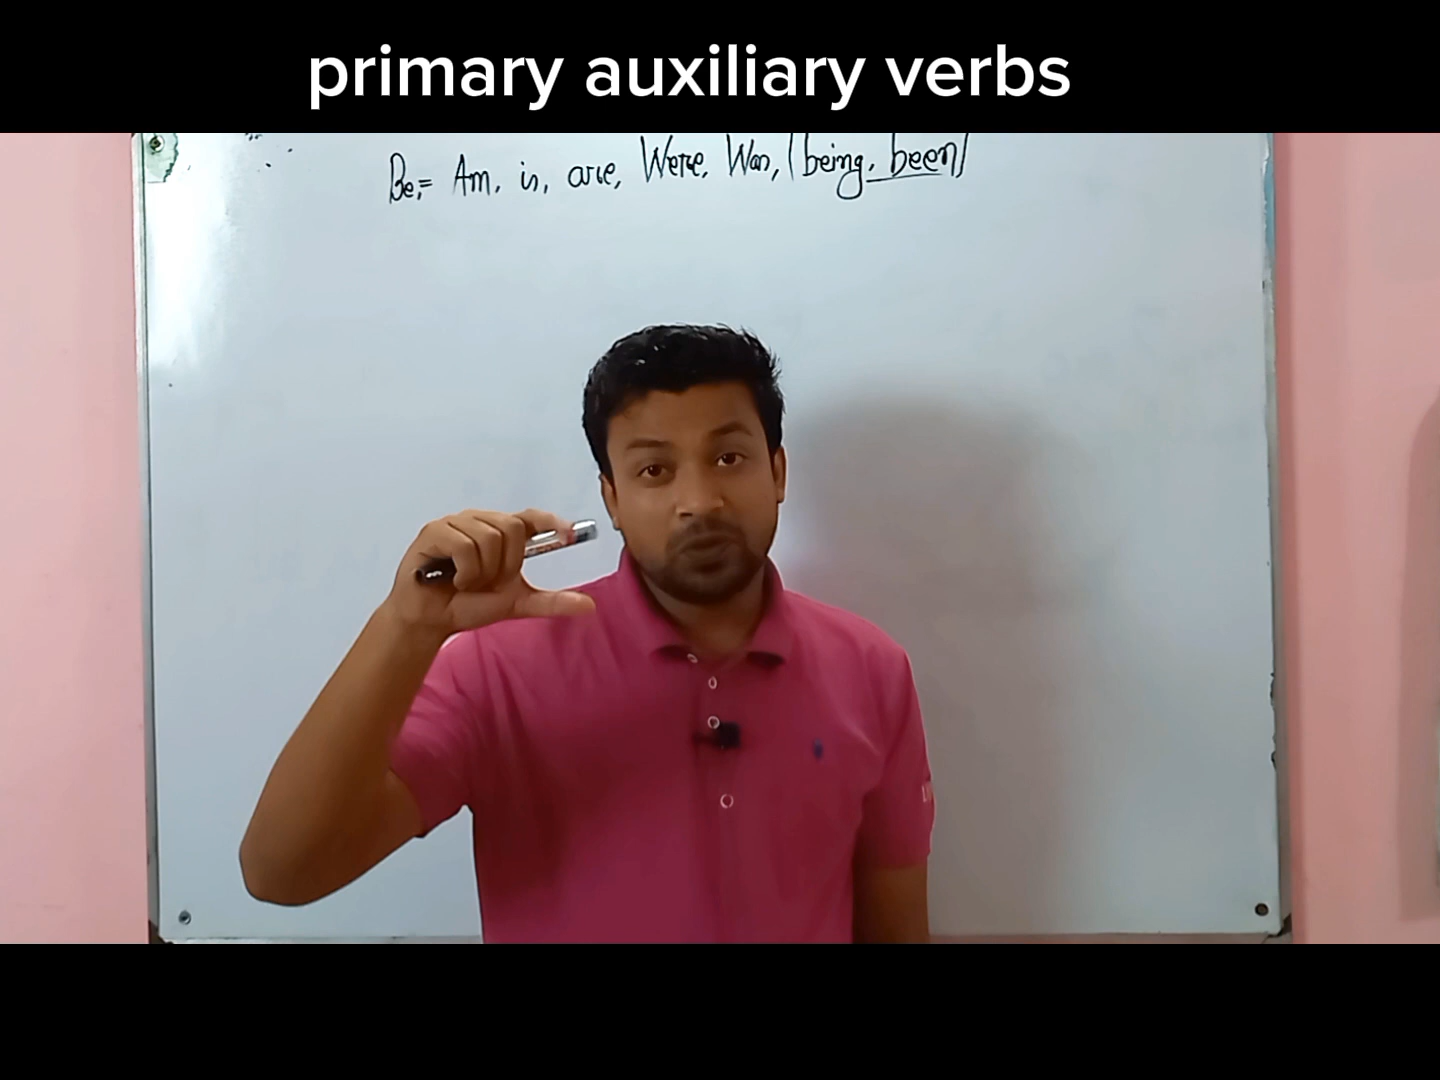 primary auxiliary verbs
Be,= Am, is, are, Were, Was, (being, been)